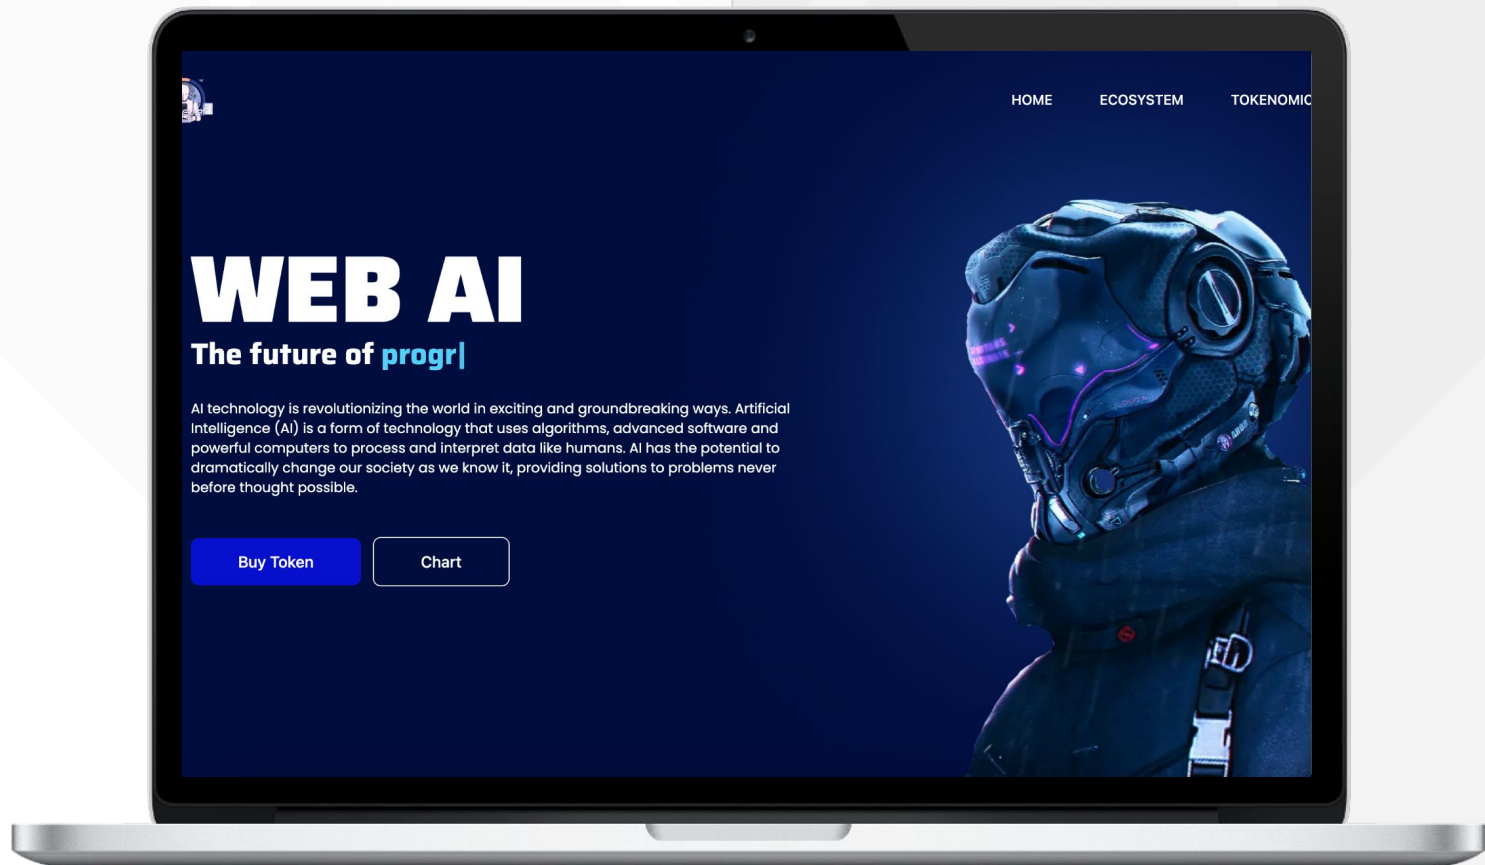 HOME ECOSYSTEM TOKENOMIC
WEB AI
The future of progr|
AI technology is revolutionizing the world in exciting and groundbreaking ways. Artificial
Intelligence (AI) is a form of technology that uses algorithms, advanced software and
powerful computers to process and interpret data like humans. AI has the potential to
dramatically change our society as we know it, providing solutions to problems never
before thought possible.
Buy Token Chart